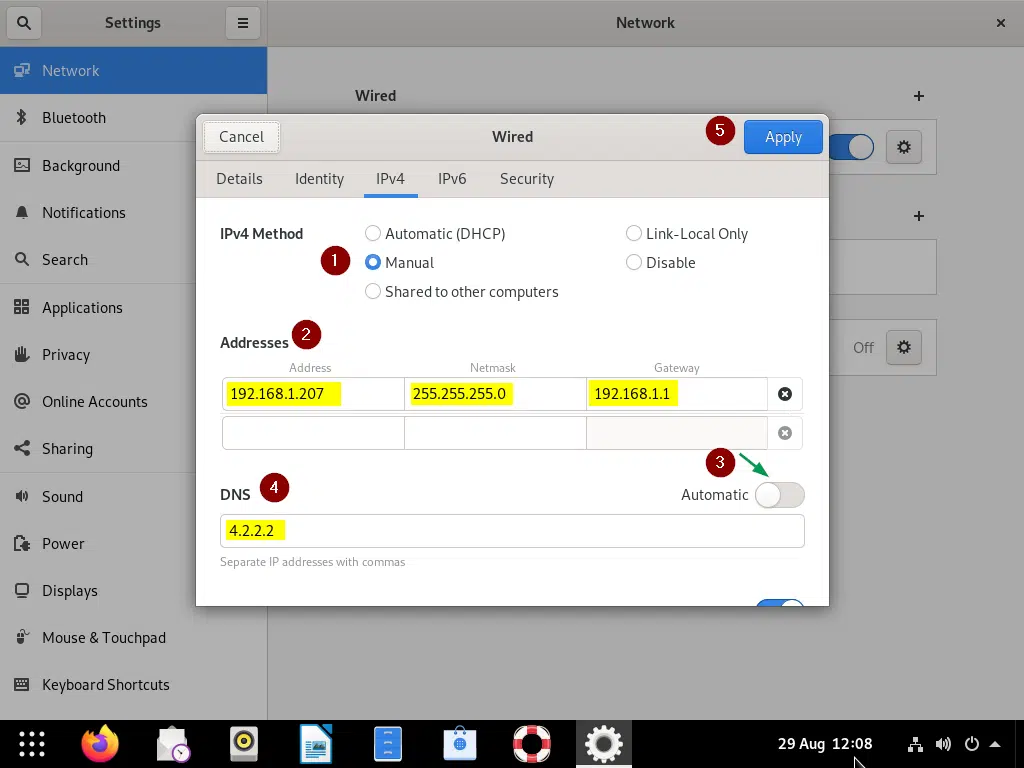 Settings
Network
Network
Bluetooth
Background
Notifications
Search
Applications
Privacy
Online Accounts
Sharing
Sound
Power
Displays
Mouse & Touchpad
Keyboard Shortcuts
Wired
Off
Cancel
Wired
5
Apply
Details Identity IPv4 IPv6 Security
IPv4 Method
Automatic (DHCP) Link-Local Only
1 Manual Disable
Shared to other computers
Addresses 2
Address Netmask Gateway
192.168.1.207 255.255.255.0 192.168.1.1
3
DNS 4 Automatic
4.2.2.2
Separate IP addresses with commas
29 Aug 12:08